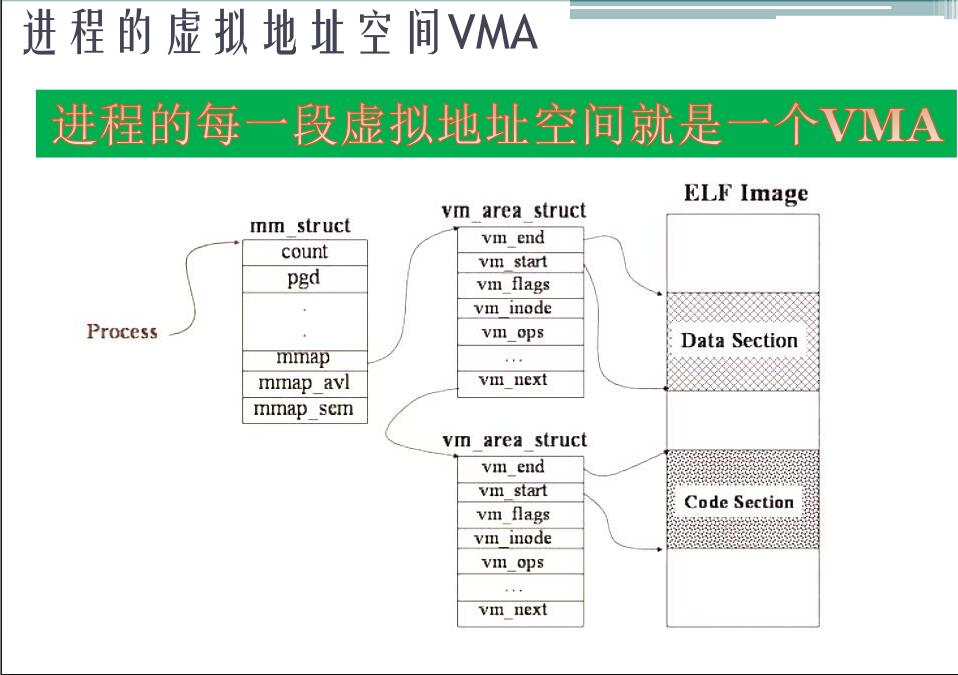 进程的虚拟地址空间VMA
进程的每一段虚拟地址空间就是一个VMA
mm_struct
count
pgd
.
.
mmap
mmap_avl
mmap_sem
Process
vm_area_struct
vm_end
vm_start
vm_flags
vm_inode
vm_ops
...
vm_next
vm_area_struct
vm_end
vm_start
vm_flags
vm_inode
vm_ops
...
vm_next
ELF Image
Data Section
Code Section